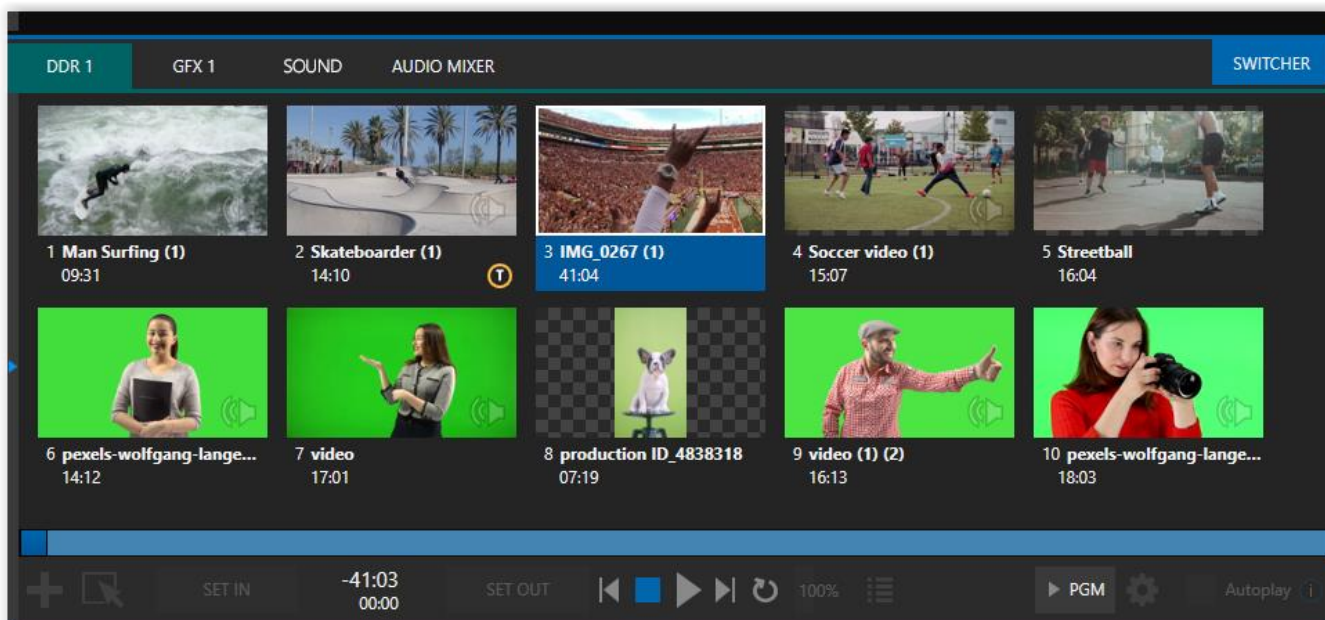 DDR 1 GFX 1 SOUND AUDIO MIXER SWITCHER
1 Man Surfing (1)
09:31
2 Skateboarder (1)
14:10
T
3 IMG_0267 (1)
41:04
4 Soccer video (1)
15:07
5 Streetball
16:04
6 pexels-wolfgang-lange...
14:12
7 video
17:01
8 production ID_4838318
07:19
9 video (1) (2)
16:13
10 pexels-wolfgang-lange...
18:03
SET IN
-41:03
00:00
SET OUT
100%
PGM
Autoplay
i